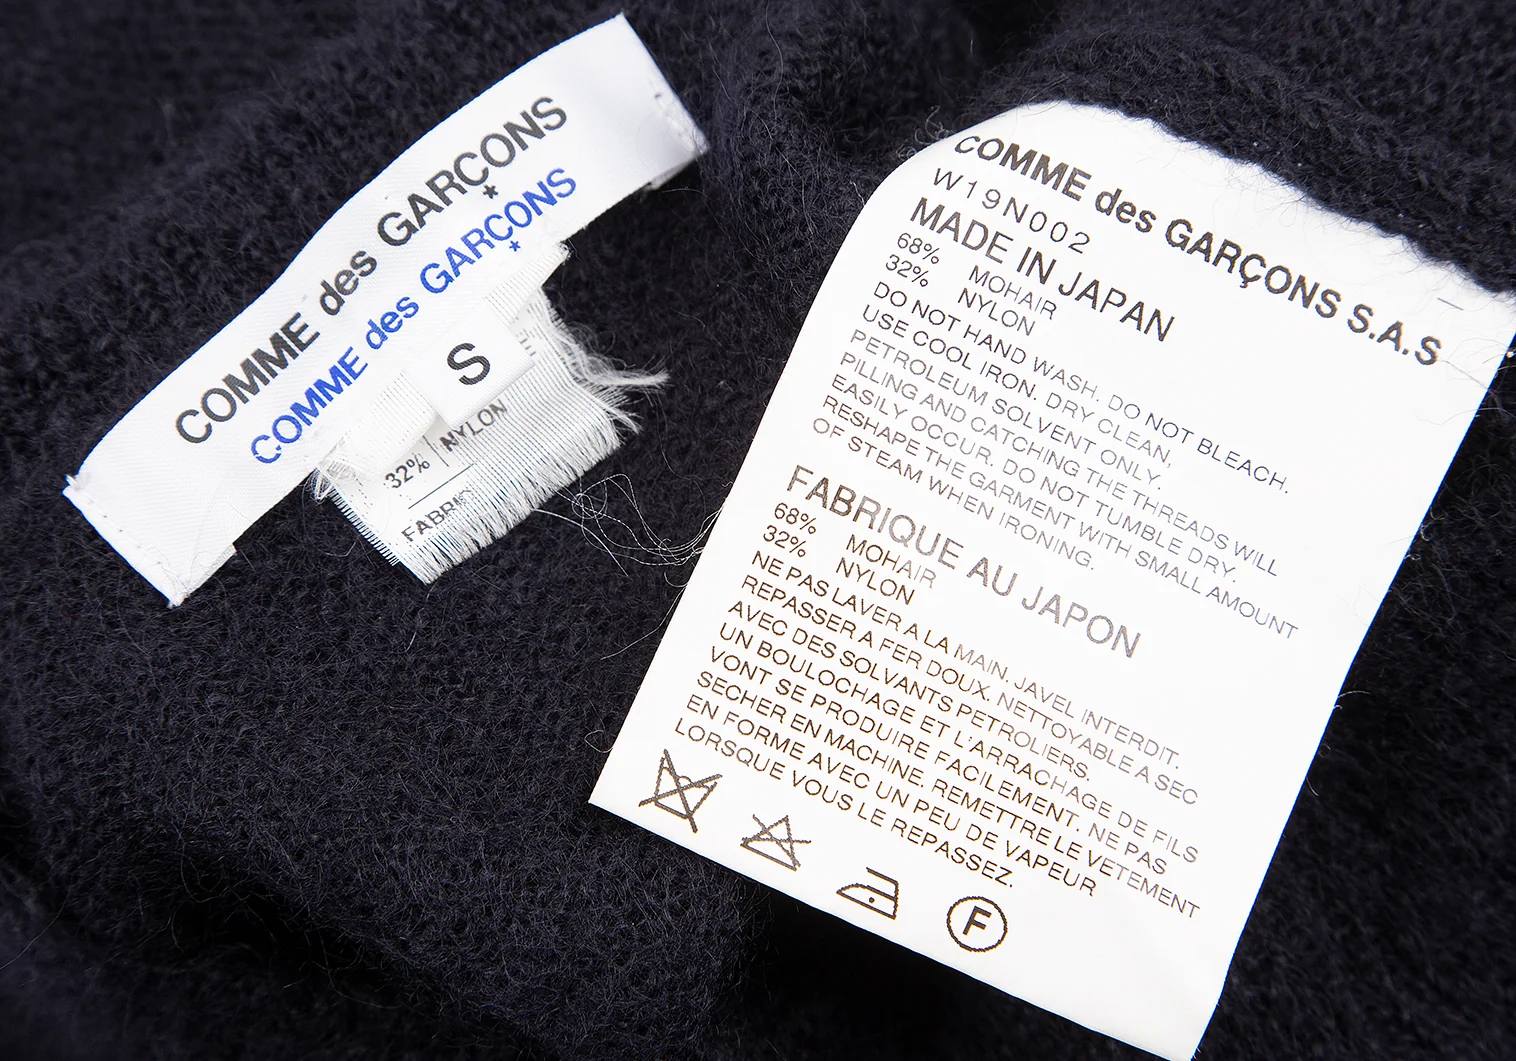 COMME des GARÇONS
COMME des GARÇONS
S
32% NYLON
COMME des GARÇONS S.A.S
W19N002
MADE IN JAPAN
68% MOHAIR
32% NYLON
DO NOT HAND WASH. DO NOT BLEACH.
USE COOL IRON. DRY CLEAN,
PETROLEUM SOLVENT ONLY.
PILLING AND CATCHING THE THREADS WILL
EASILY OCCUR. DO NOT TUMBLE DRY.
RESHAPE THE GARMENT WITH SMALL AMOUNT
OF STEAM WHEN IRONING.
FABRIQUE AU JAPON
68% MOHAIR
32% NYLON
NE PAS LAVER A LA MAIN. JAVEL INTERDIT.
REPASSER A FER DOUX. NETTOYABLE A SEC
AVEC DES SOLVANTS PETROLIERS.
UN BOULOCHAGE ET L'ARRACHAGE DE FILS
VONT SE PRODUIRE FACILEMENT. NE PAS
SECHER EN MACHINE. REMETTRE LE VETEMENT
EN FORME AVEC UN PEU DE VAPEUR
LORSQUE VOUS LE REPASSEZ.
F